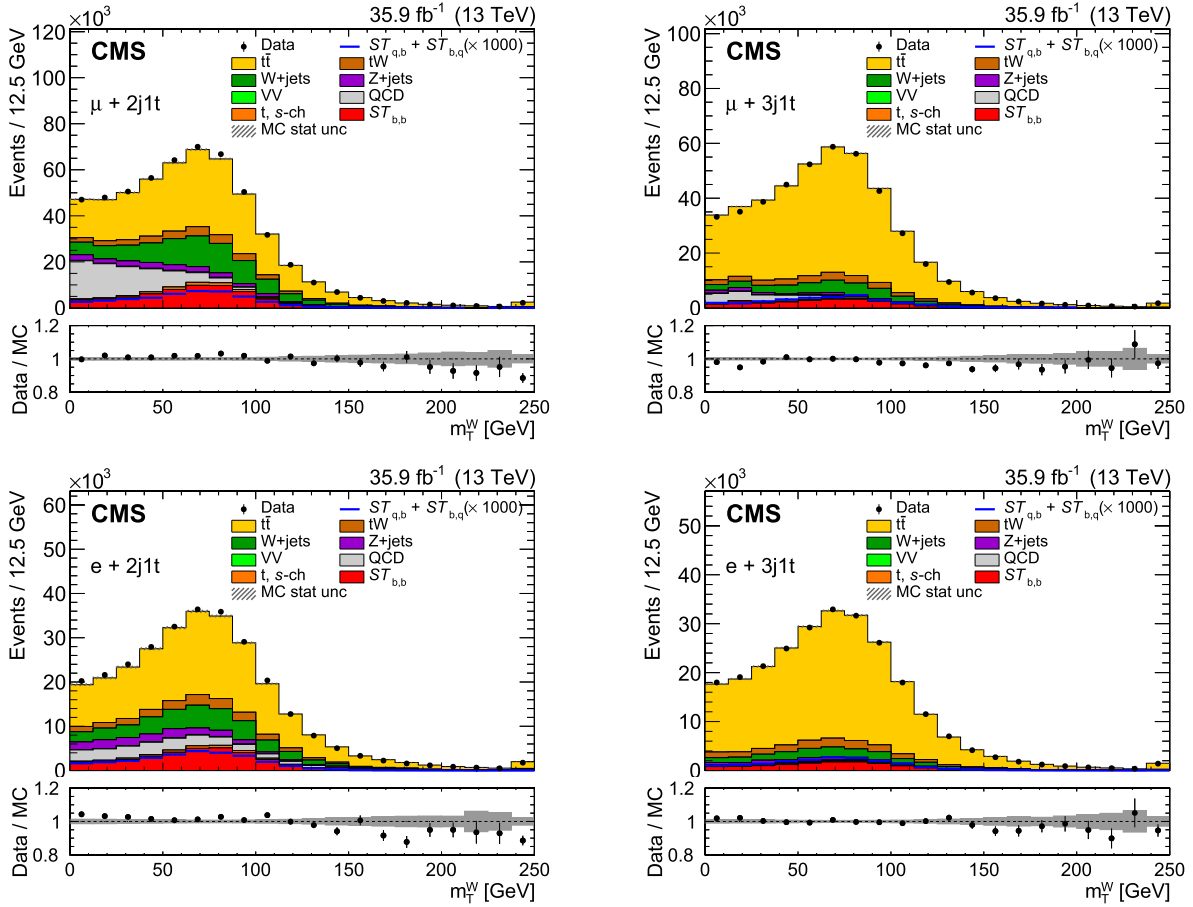 ×10³ 35.9 fb⁻¹ (13 TeV)
CMS
μ + 2j1t
Data ST q,b + ST b,q (× 1000)
tt̄ tW
W+jets Z+jets
VV QCD
t, s-ch ST b,b
MC stat unc
Events / 12.5 GeV
120
100
80
60
40
20
0
Data / MC
1.2
1
0.8
0 50 100 150 200 250
m_T^W [GeV]
×10³ 35.9 fb⁻¹ (13 TeV)
CMS
μ + 3j1t
Data ST q,b + ST b,q (× 1000)
tt̄ tW
W+jets Z+jets
VV QCD
t, s-ch ST b,b
MC stat unc
Events / 12.5 GeV
100
80
60
40
20
0
Data / MC
1.2
1
0.8
0 50 100 150 200 250
m_T^W [GeV]
×10³ 35.9 fb⁻¹ (13 TeV)
CMS
e + 2j1t
Data ST q,b + ST b,q (× 1000)
tt̄ tW
W+jets Z+jets
VV QCD
t, s-ch ST b,b
MC stat unc
Events / 12.5 GeV
60
50
40
30
20
10
0
Data / MC
1.2
1
0.8
0 50 100 150 200 250
m_T^W [GeV]
×10³ 35.9 fb⁻¹ (13 TeV)
CMS
e + 3j1t
Data ST q,b + ST b,q (× 1000)
tt̄ tW
W+jets Z+jets
VV QCD
t, s-ch ST b,b
MC stat unc
Events / 12.5 GeV
50
40
30
20
10
0
Data / MC
1.2
1
0.8
0 50 100 150 200 250
m_T^W [GeV]